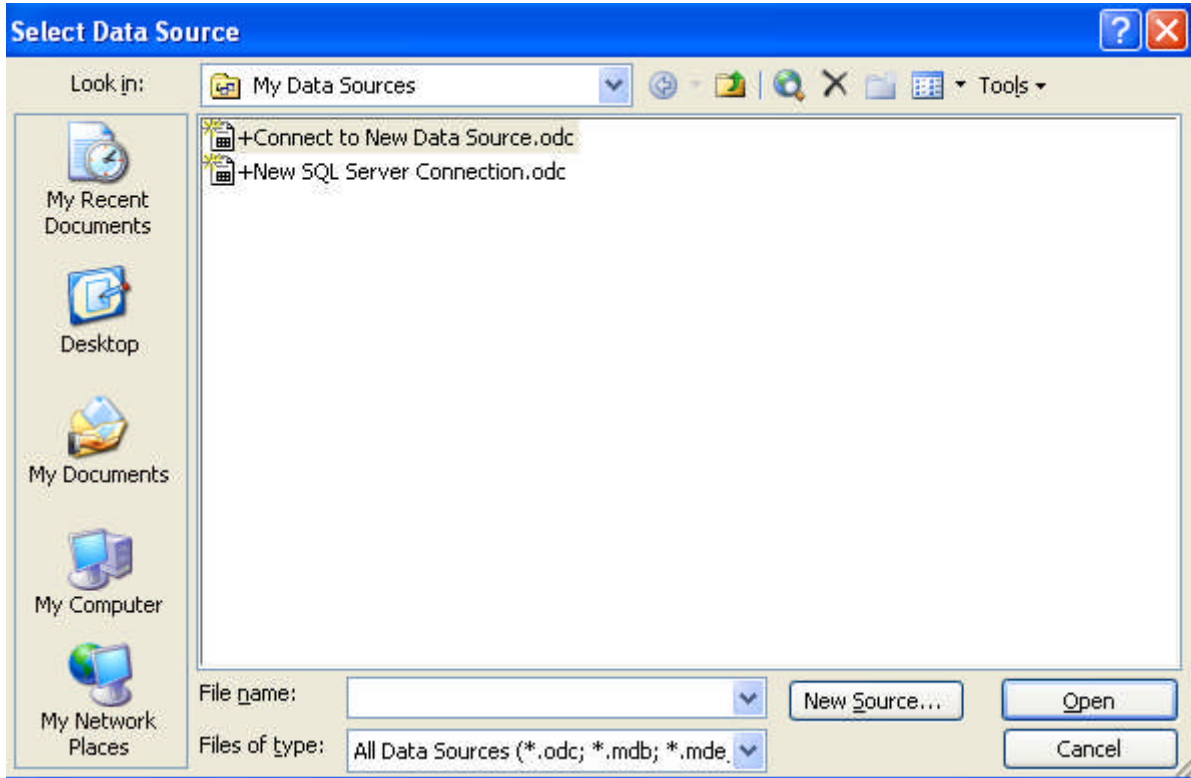 Select Data Source
Look in:
My Data Sources
Tools
+Connect to New Data Source.odc
+New SQL Server Connection.odc
My Recent
Documents
Desktop
My Documents
My Computer
My Network
Places
File name:
New Source...
Open
Files of type:
All Data Sources (*.odc; *.mdb; *.mde
Cancel